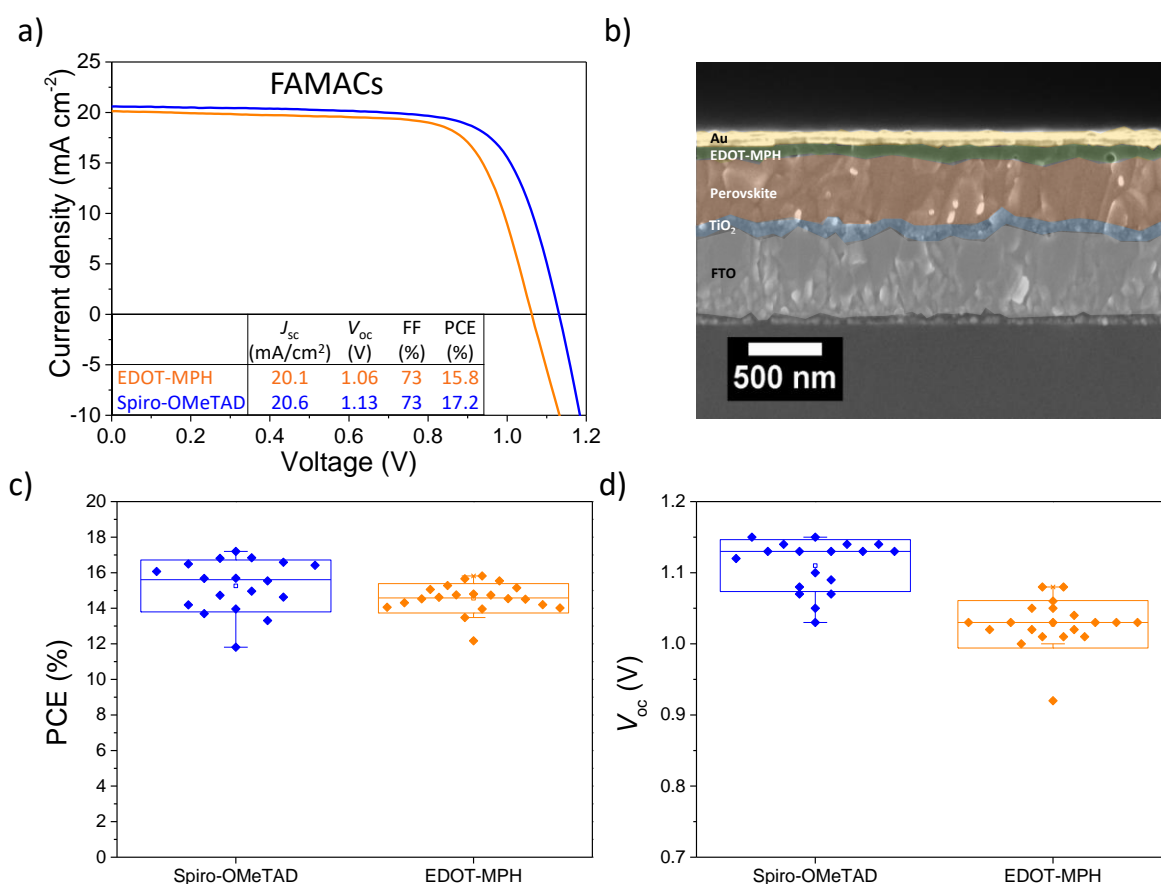 a)
FAMACs
Current density (mA cm⁻²)
25
20
15
10
5
0
-5
-10
J_sc V_oc FF PCE
(mA/cm²) (V) (%) (%)
EDOT-MPH 20.1 1.06 73 15.8
Spiro-OMeTAD 20.6 1.13 73 17.2
0.0 0.2 0.4 0.6 0.8 1.0 1.2
Voltage (V)
b)
Au
EDOT-MPH
Perovskite
TiO₂
FTO
500 nm
c)
PCE (%)
20
18
16
14
12
10
8
6
4
2
0
Spiro-OMeTAD EDOT-MPH
d)
V_oc (V)
1.2
1.1
1.0
0.9
0.8
0.7
Spiro-OMeTAD EDOT-MPH